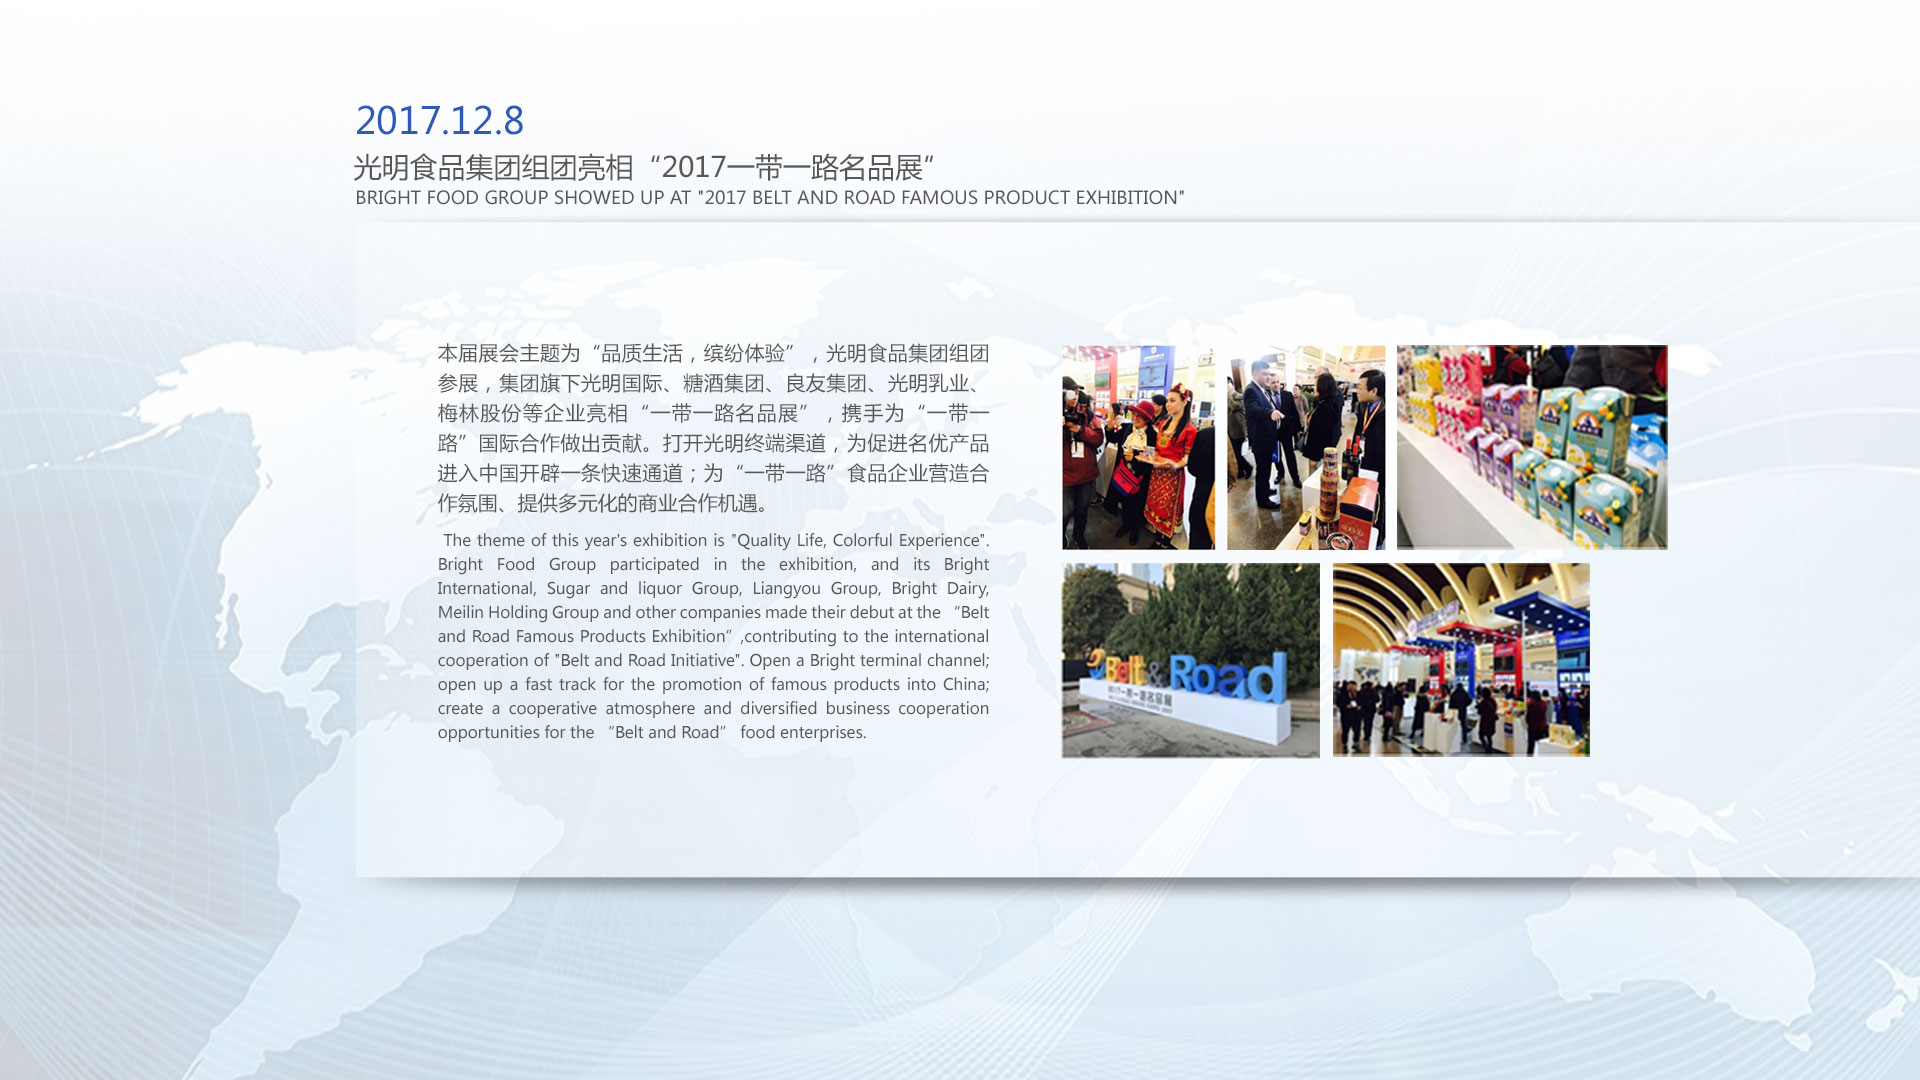 2017.12.8
光明食品集团组团亮相“2017一带一路名品展”
BRIGHT FOOD GROUP SHOWED UP AT "2017 BELT AND ROAD FAMOUS PRODUCT EXHIBITION"
本届展会主题为“品质生活，缤纷体验”，光明食品集团组团
参展，集团旗下光明国际、糖酒集团、良友集团、光明乳业、
梅林股份等企业亮相“一带一路名品展”，携手为“一带一
路”国际合作做出贡献。打开光明终端渠道，为促进名优产品
进入中国开辟一条快速通道；为“一带一路”食品企业营造合
作氛围、提供多元化的商业合作机遇。
The theme of this year's exhibition is "Quality Life, Colorful Experience".
Bright Food Group participated in the exhibition, and its Bright
International, Sugar and liquor Group, Liangyou Group, Bright Dairy,
Meilin Holding Group and other companies made their debut at the “Belt
and Road Famous Products Exhibition” ,contributing to the international
cooperation of "Belt and Road Initiative". Open a Bright terminal channel;
open up a fast track for the promotion of famous products into China;
create a cooperative atmosphere and diversified business cooperation
opportunities for the “Belt and Road” food enterprises.
Belt & Road
2017一带一路名品展